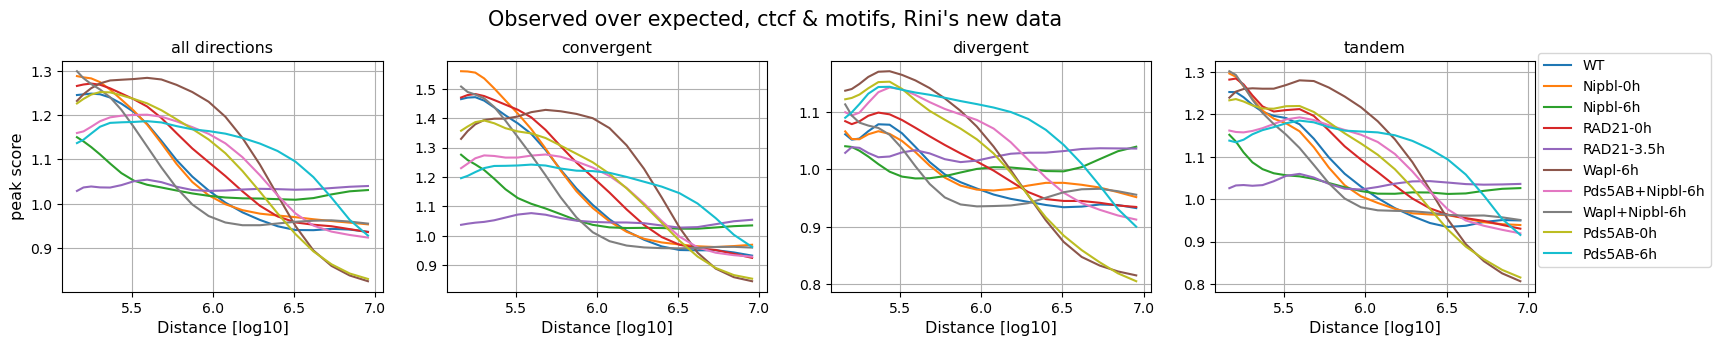 Observed over expected, ctcf & motifs, Rini's new data
all directions
peak score
1.3
1.2
1.1
1.0
0.9
5.5 6.0 6.5 7.0
Distance [log10]
convergent
1.5
1.4
1.3
1.2
1.1
1.0
0.9
5.5 6.0 6.5 7.0
Distance [log10]
divergent
1.1
1.0
0.9
0.8
5.5 6.0 6.5 7.0
Distance [log10]
tandem
1.3
1.2
1.1
1.0
0.9
0.8
5.5 6.0 6.5 7.0
Distance [log10]
WT
Nipbl-0h
Nipbl-6h
RAD21-0h
RAD21-3.5h
Wapl-6h
Pds5AB+Nipbl-6h
Wapl+Nipbl-6h
Pds5AB-0h
Pds5AB-6h